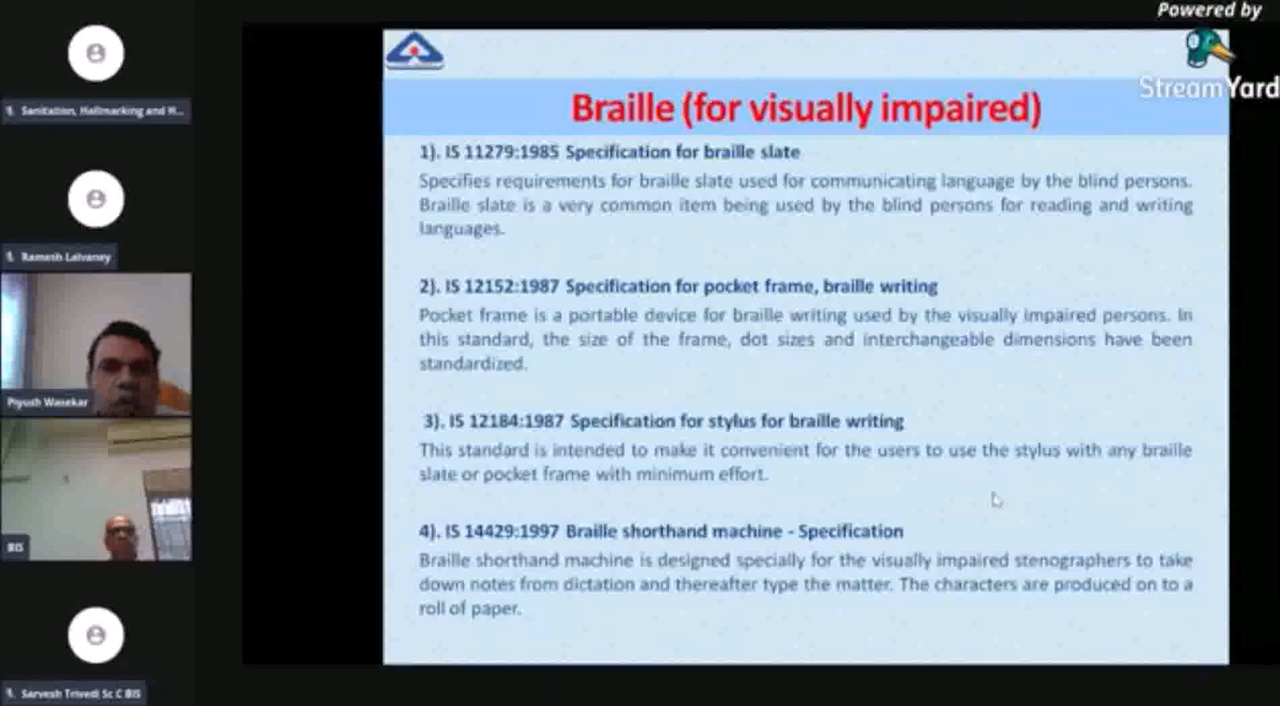 Powered by
StreamYard
Sanitation, Hallmarking and H...
Ramesh Lalvaney
Piyush Wasekar
BIS
Sarvesh Trivedi Sc C BIS
Braille (for visually impaired)
1). IS 11279:1985 Specification for braille slate
Specifies requirements for braille slate used for communicating language by the blind persons.
Braille slate is a very common item being used by the blind persons for reading and writing
languages.
2). IS 12152:1987 Specification for pocket frame, braille writing
Pocket frame is a portable device for braille writing used by the visually impaired persons. In
this standard, the size of the frame, dot sizes and interchangeable dimensions have been
standardized.
3). IS 12184:1987 Specification for stylus for braille writing
This standard is intended to make it convenient for the users to use the stylus with any braille
slate or pocket frame with minimum effort.
4). IS 14429:1997 Braille shorthand machine - Specification
Braille shorthand machine is designed specially for the visually impaired stenographers to take
down notes from dictation and thereafter type the matter. The characters are produced on to a
roll of paper.